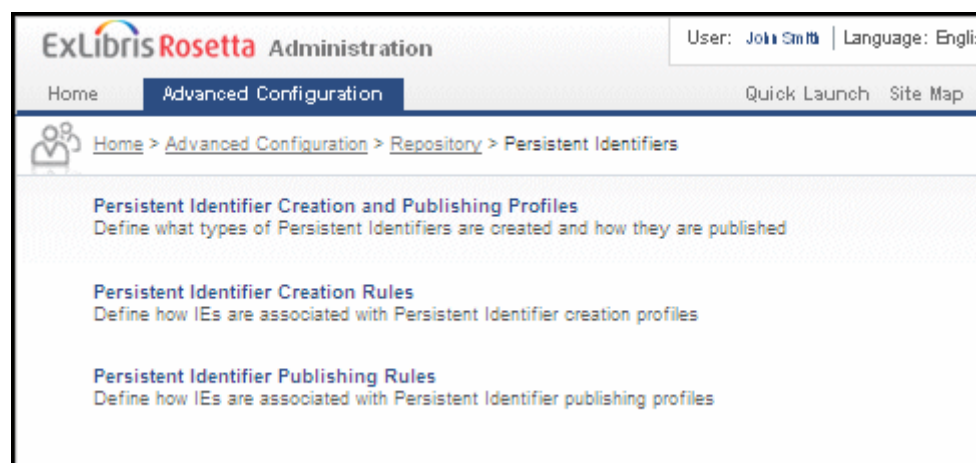 ExLibris Rosetta Administration
User: John Smith | Language: Englis
Home Advanced Configuration Quick Launch Site Map
Home > Advanced Configuration > Repository > Persistent Identifiers
Persistent Identifier Creation and Publishing Profiles
Define what types of Persistent Identifiers are created and how they are published
Persistent Identifier Creation Rules
Define how IEs are associated with Persistent Identifier creation profiles
Persistent Identifier Publishing Rules
Define how IEs are associated with Persistent Identifier publishing profiles